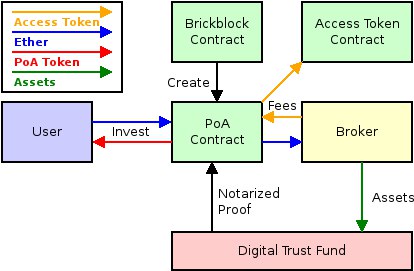 Access Token
Ether
PoA Token
Assets
Brickblock
Contract
Access Token
Contract
Create
Fees
User
Invest
PoA
Contract
Broker
Notarized
Proof
Assets
Digital Trust Fund